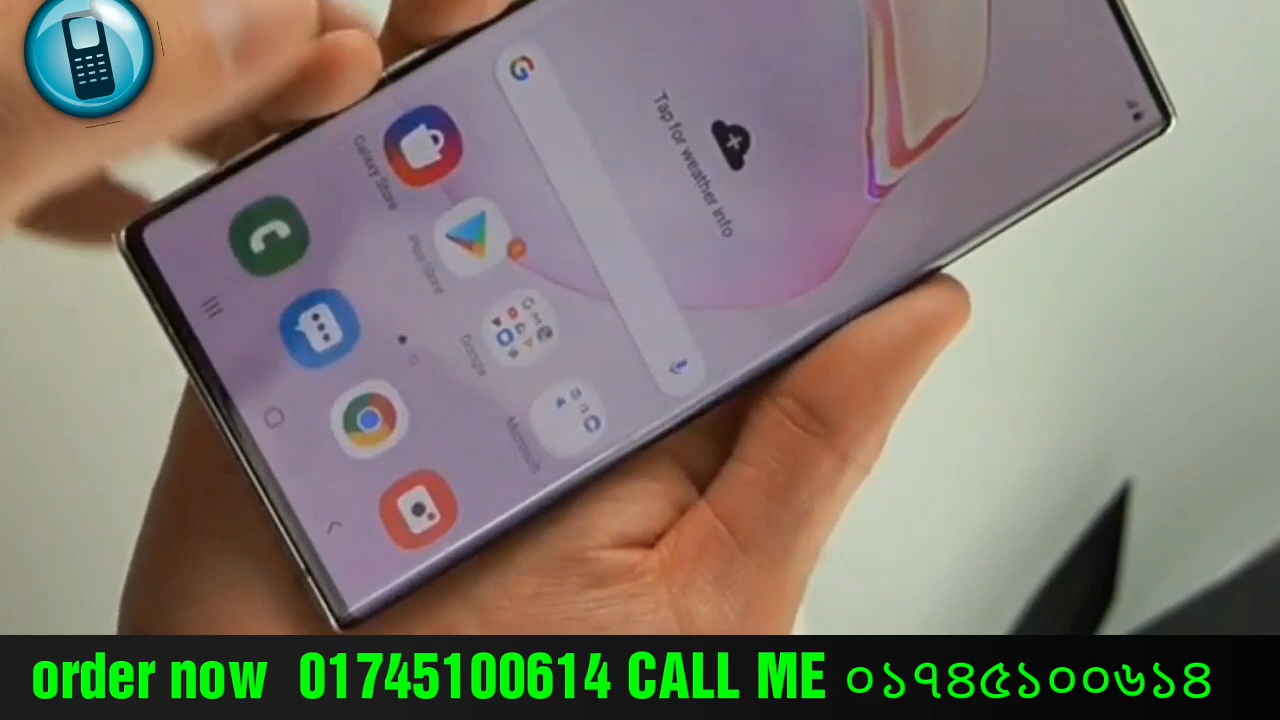 Tap for weather info
Galaxy Store
Play Store
Google
Microsoft
order now 01745100614 CALL ME ০১৭৪৫১০০৬১৪